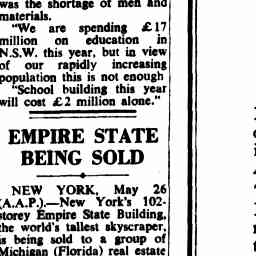 was the shortage of men and
materials.
"We are spending £17
million on education in
N.S.W. this year, but in view
of our rapidly increasing
population this is not enough
"School building this year
will cost £2 million alone."
EMPIRE STATE
BEING SOLD
NEW YORK, May 26
(A.A.P.).—New York's 102-
storey Empire State Building,
the world's tallest skyscraper,
is being sold to a group of
Michigan (Florida) real estate